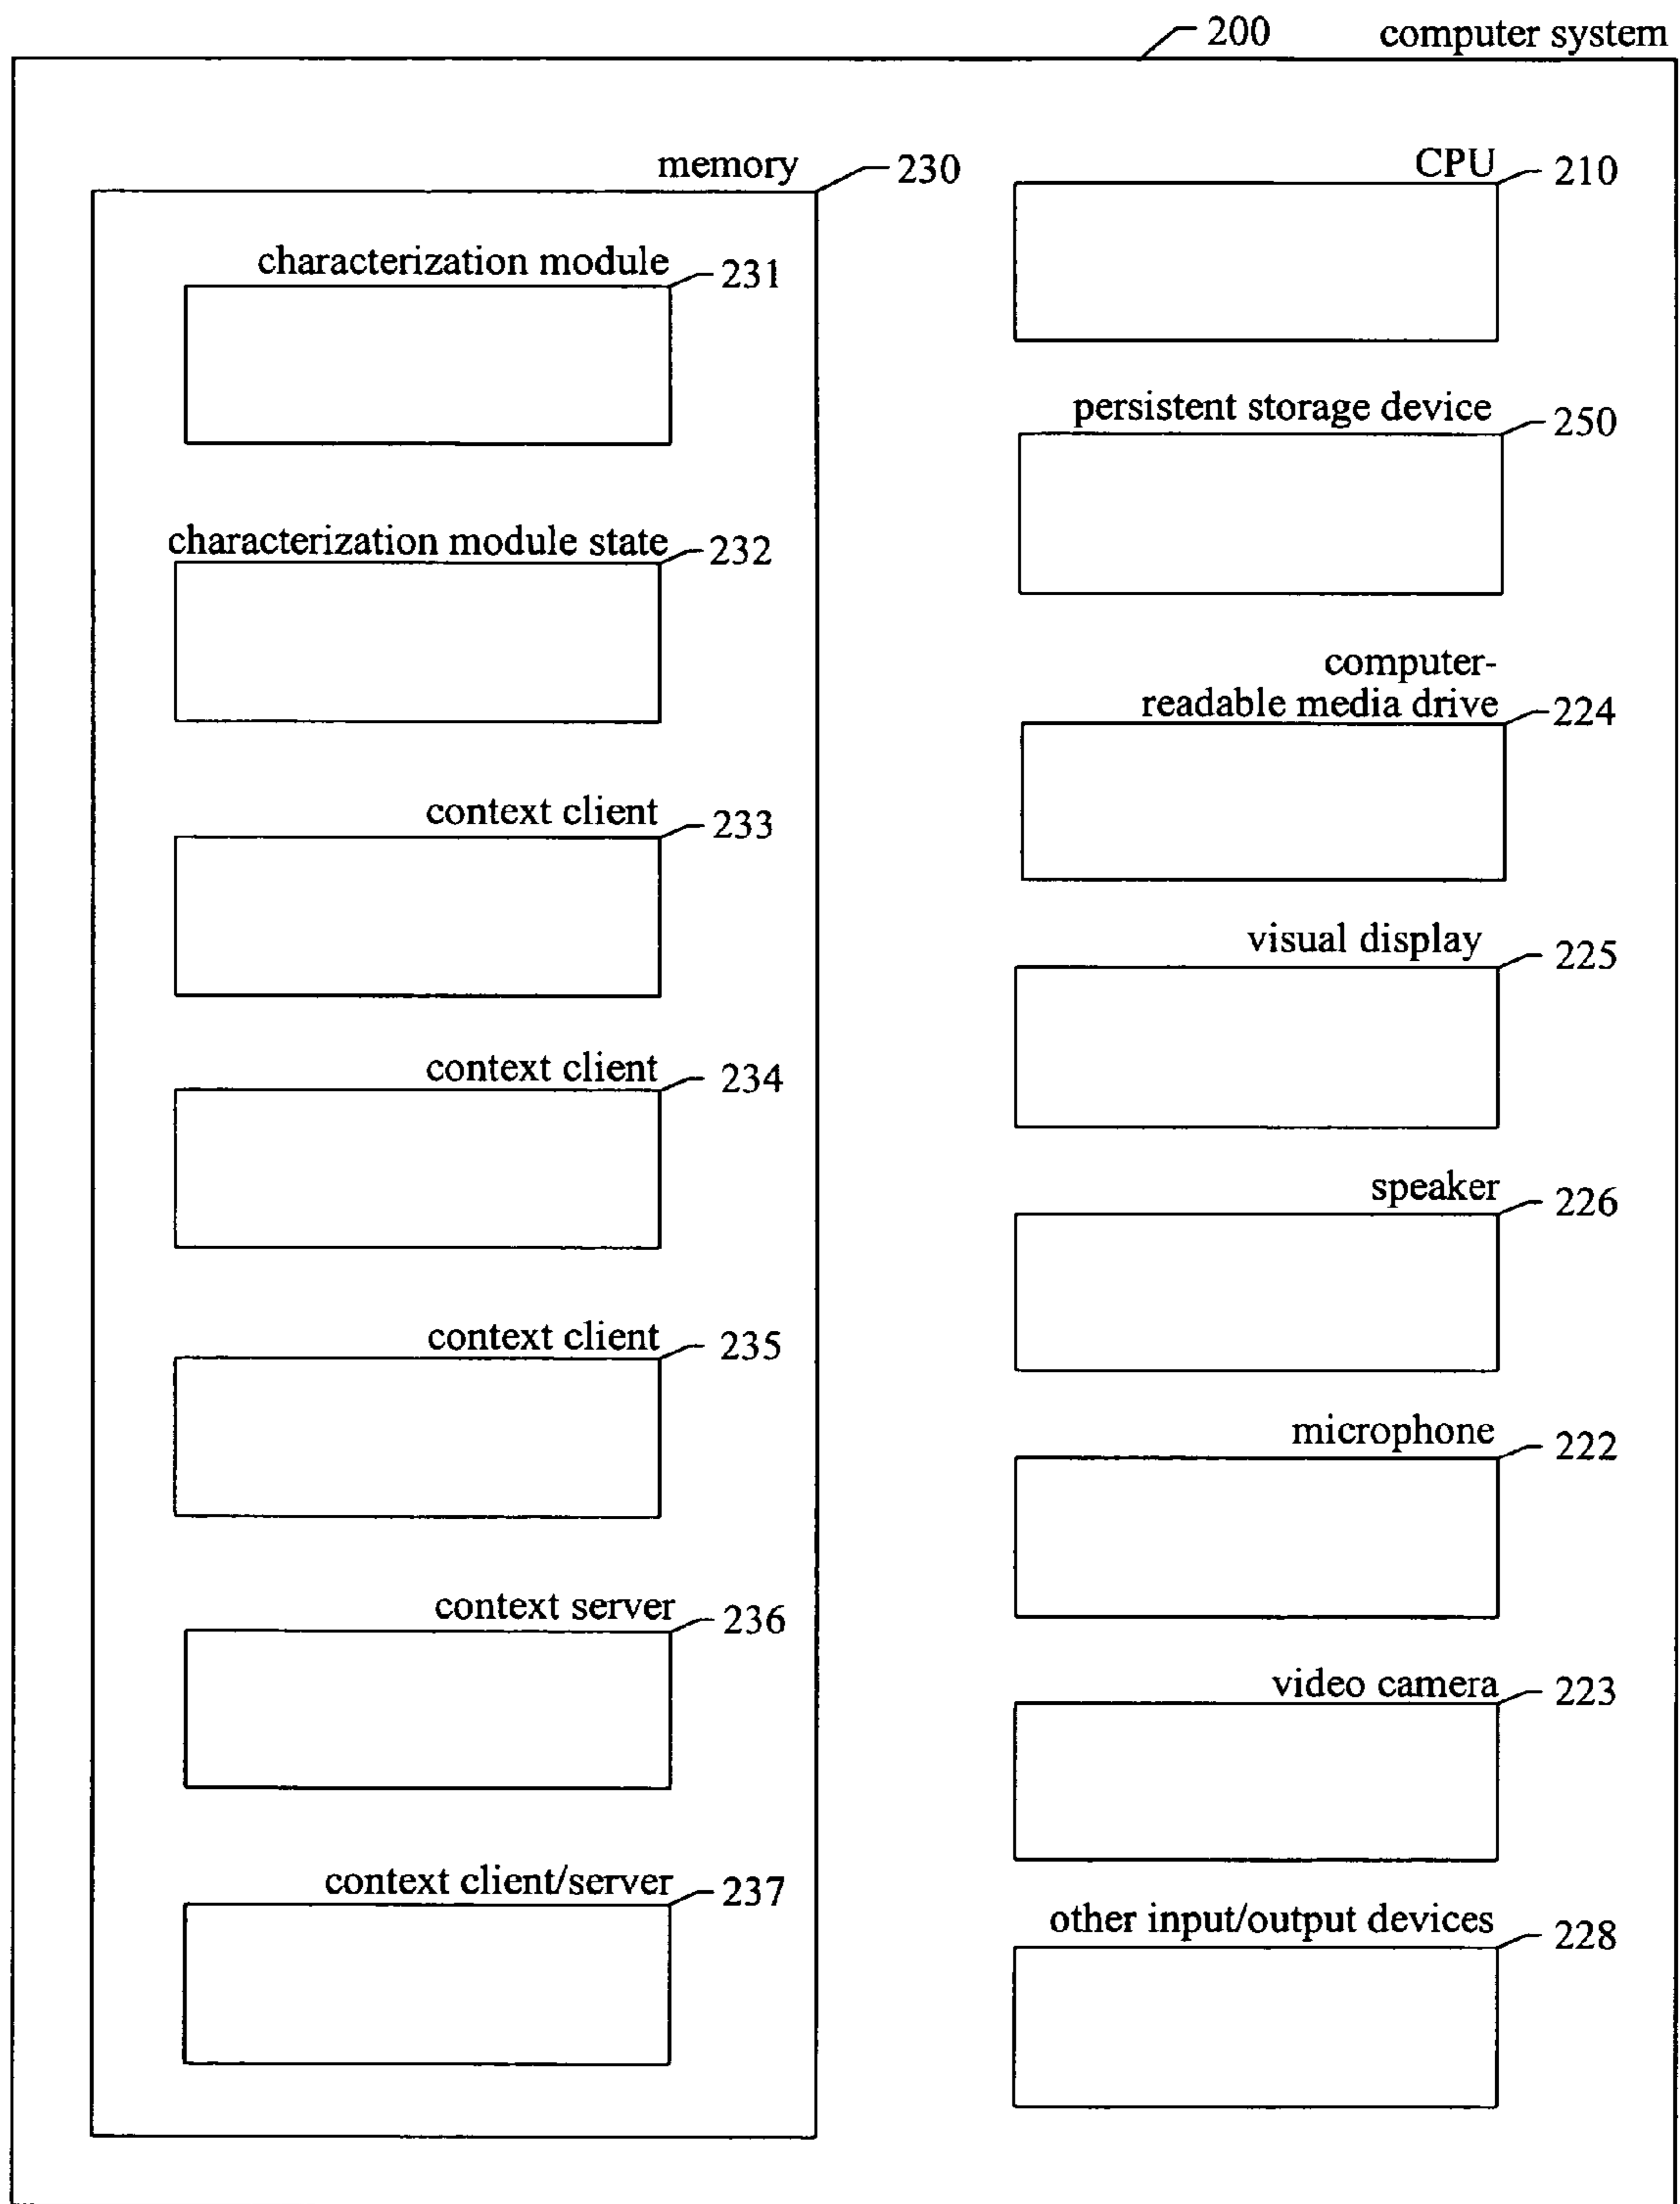 200 computer system
memory 230
characterization module 231
characterization module state 232
context client 233
context client 234
context client 235
context server 236
context client/server 237
CPU 210
persistent storage device 250
computer-
readable media drive 224
visual display 225
speaker 226
microphone 222
video camera 223
other input/output devices 228